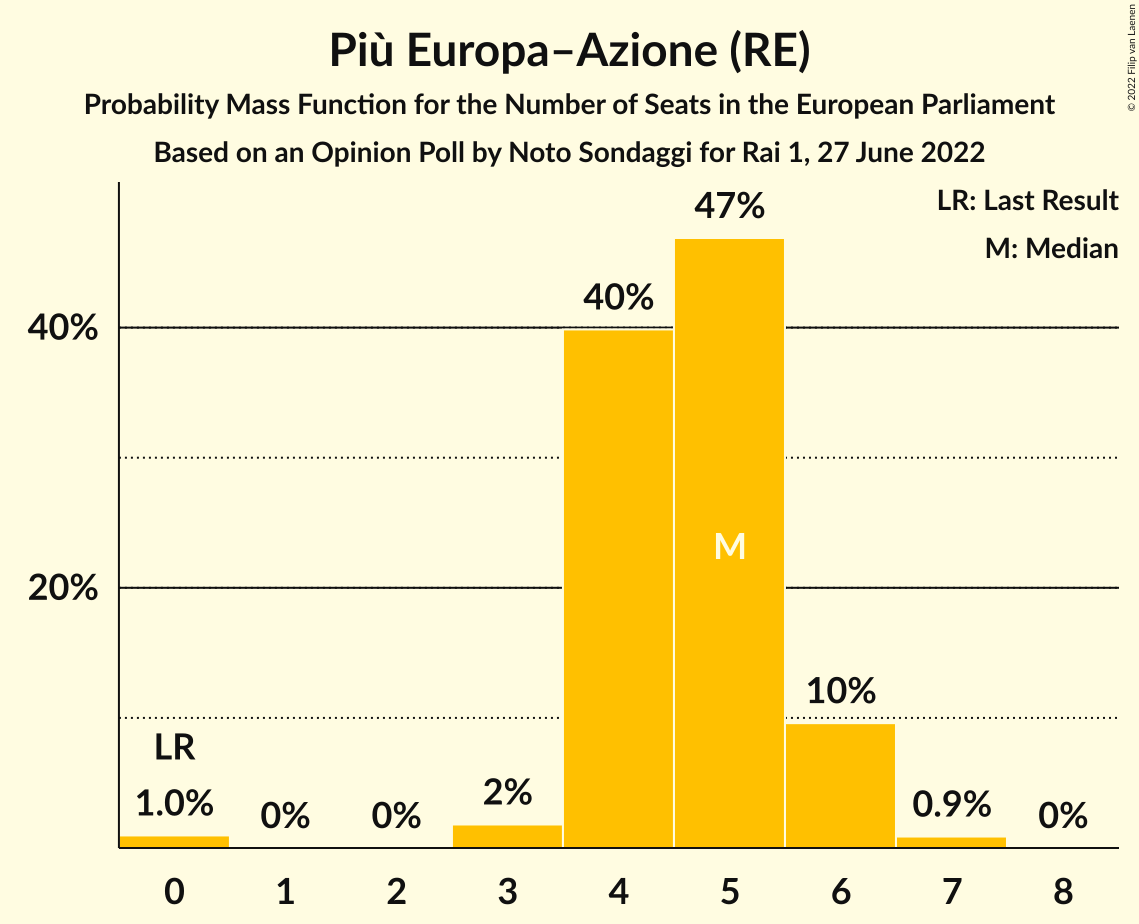 Più Europa–Azione (RE)
Probability Mass Function for the Number of Seats in the European Parliament
Based on an Opinion Poll by Noto Sondaggi for Rai 1, 27 June 2022
© 2022 Filip van Laenen
LR: Last Result
M: Median
47%
40%
40%
M
20%
10%
LR
1.0%
0%
0%
2%
0.9%
0%
0 1 2 3 4 5 6 7 8